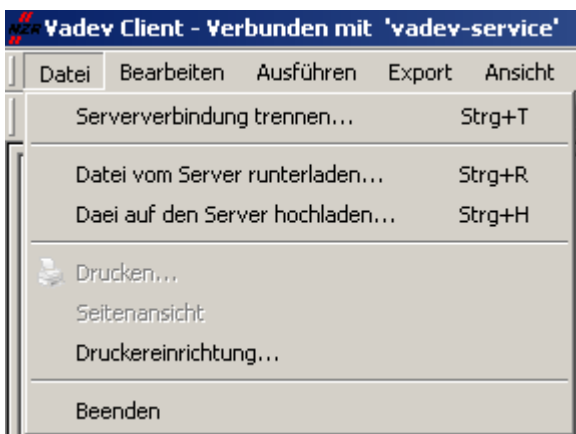 NZR Vadev Client - Verbunden mit 'vadev-service'
Datei Bearbeiten Ausführen Export Ansicht
Serververbindung trennen... Strg+T
Datei vom Server runterladen... Strg+R
Daei auf den Server hochladen... Strg+H
Drucken...
Seitenansicht
Druckereinrichtung...
Beenden